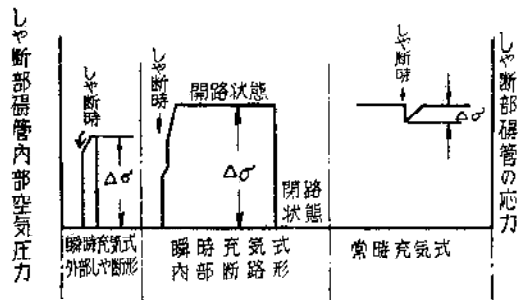 しゃ断部碍管内部空気圧力
しゃ断時
Δσ
瞬時充気式
外部しゃ断形
しゃ断時
開路状態
Δσ
閉路
状態
瞬時充気式
内部断路形
しゃ断時
Δσ
常時充気式
しゃ断部碍管の応力